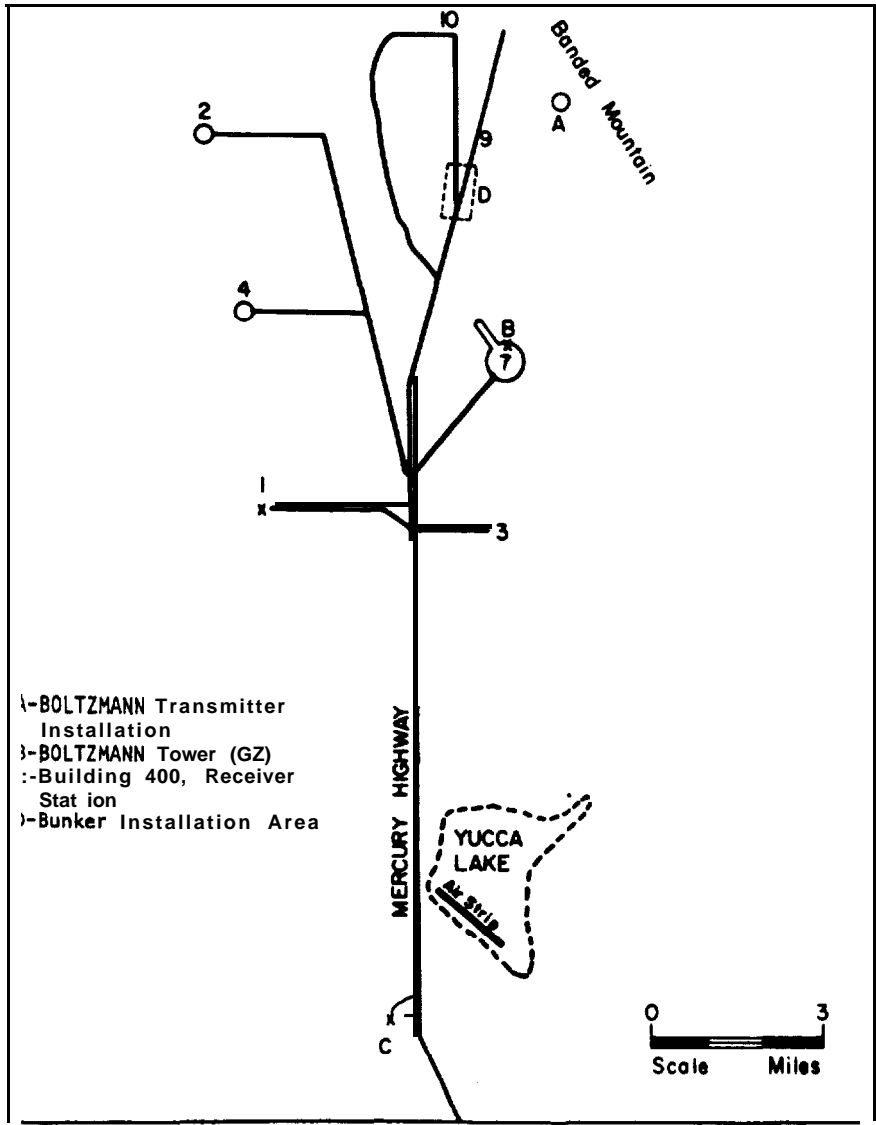 10
Banded Mountain
A
2
9
D
4
B
7
1
3
A-BOLTZMANN Transmitter
Installation
B-BOLTZMANN Tower (GZ)
:-Building 400, Receiver
Stat ion
)-Bunker Installation Area
MERCURY HIGHWAY
YUCCA
LAKE
Air Strip
C
0 3
Scale Miles